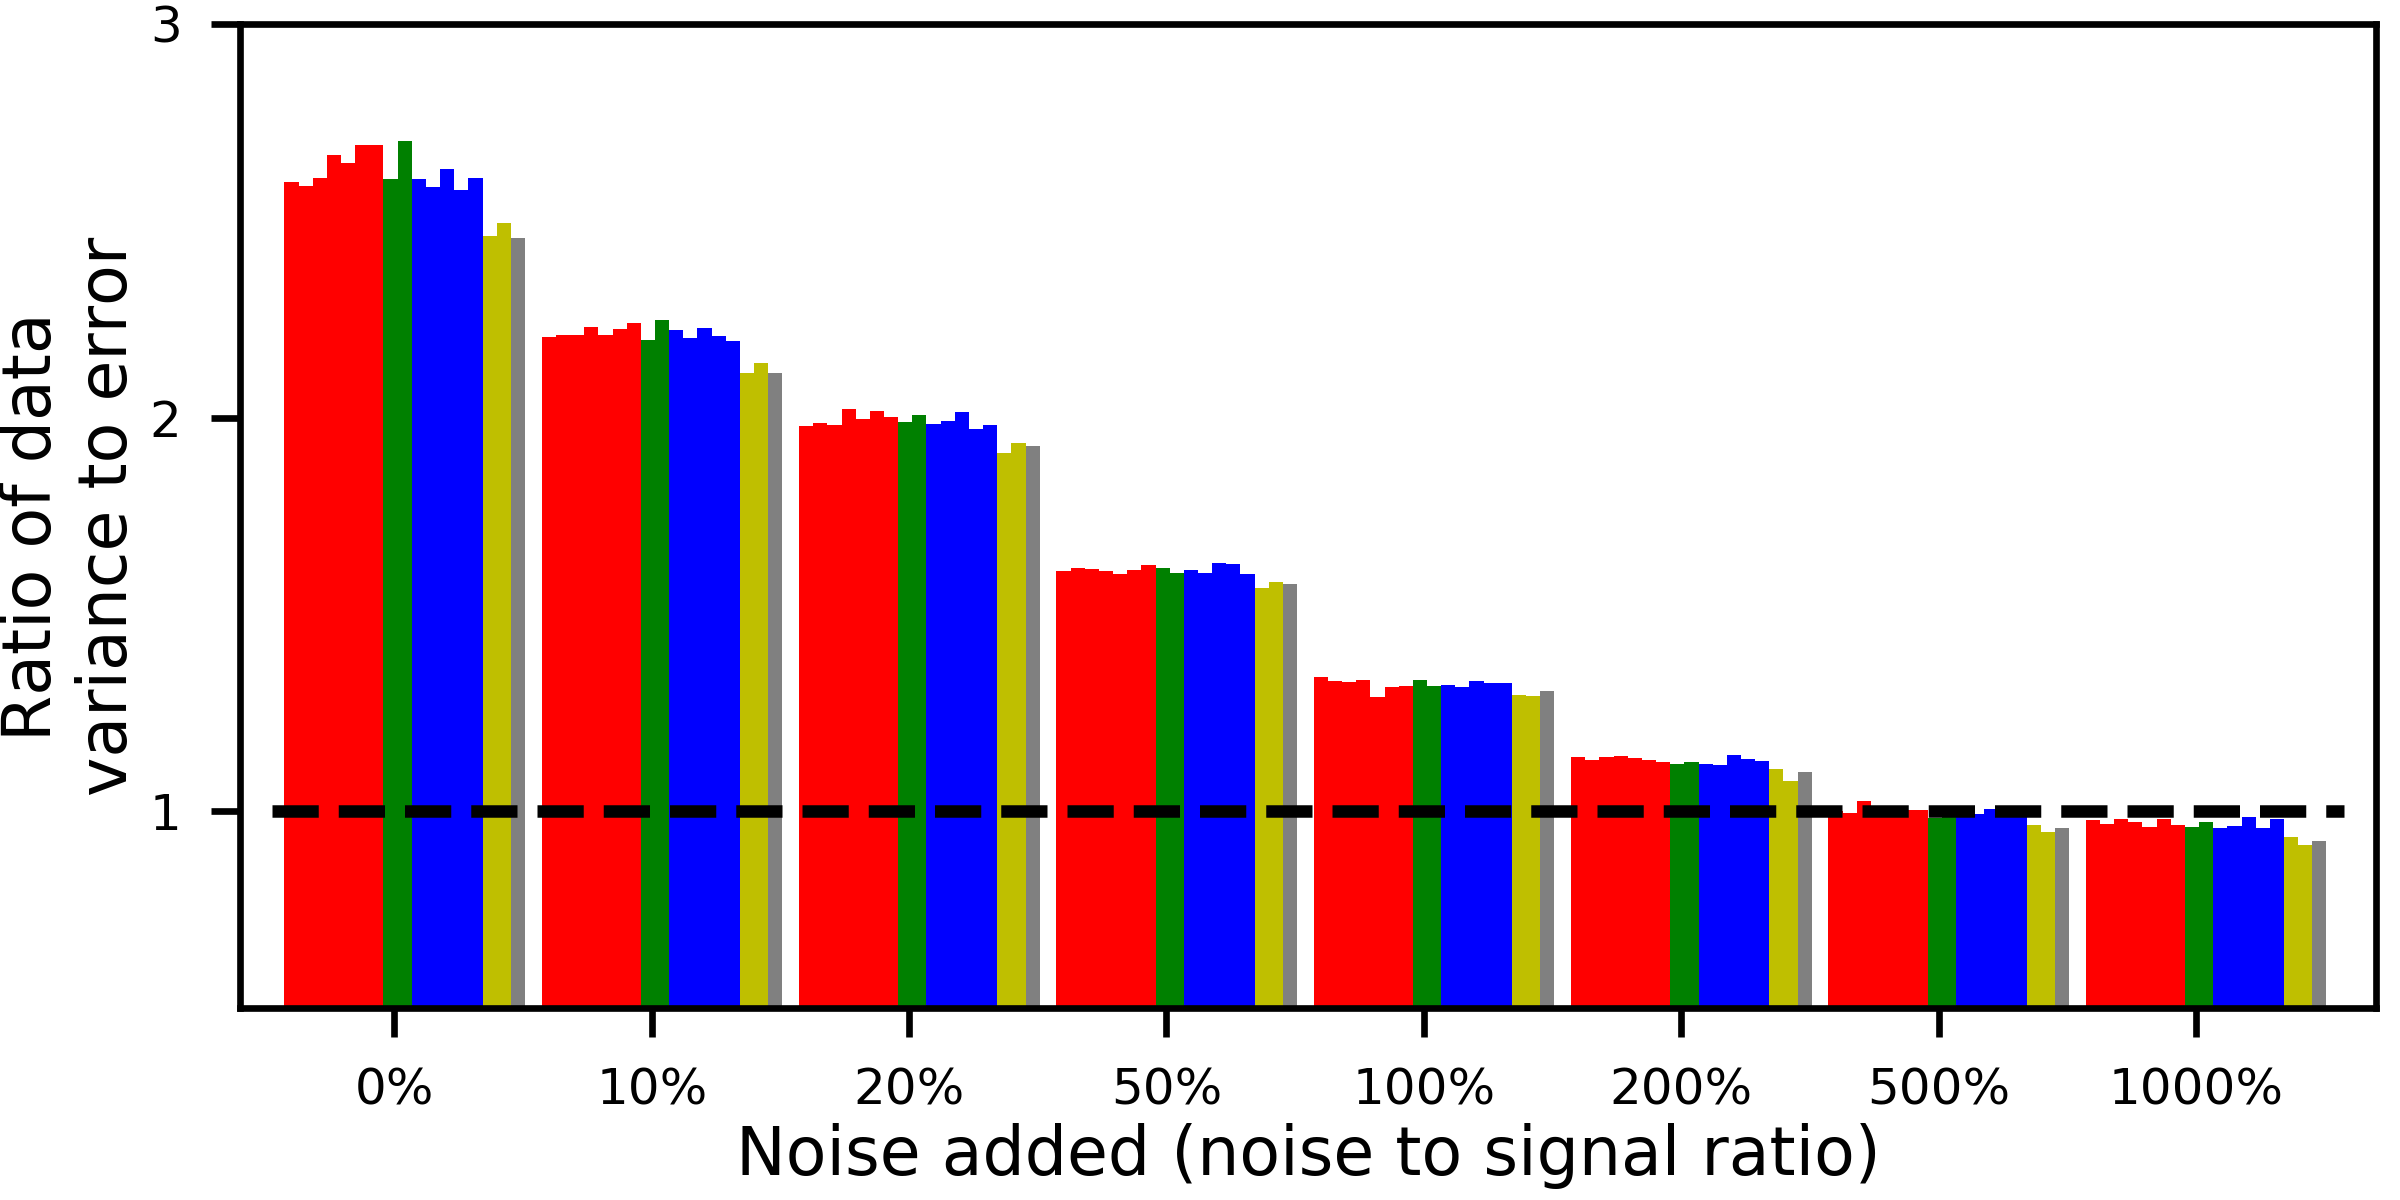 Ratio of data
variance to error
3
2
1
0% 10% 20% 50% 100% 200% 500% 1000%
Noise added (noise to signal ratio)